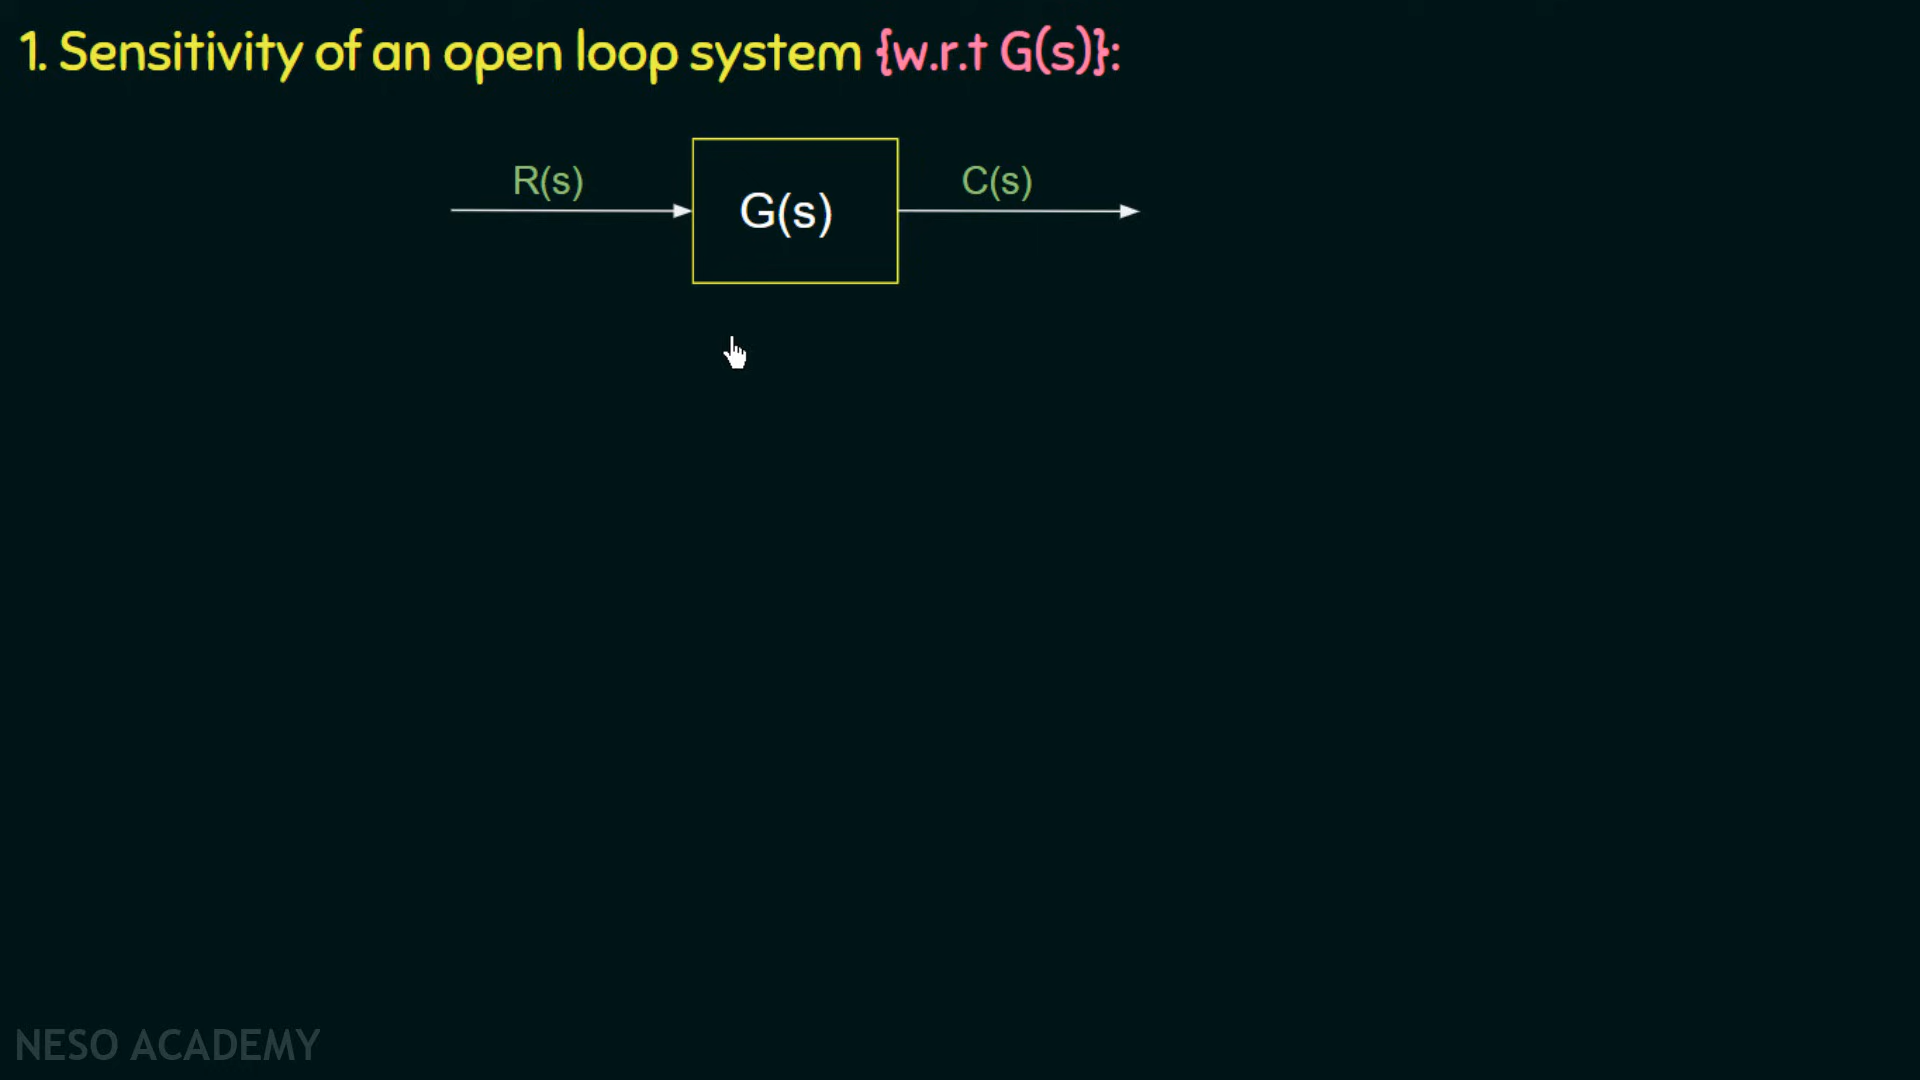 1. Sensitivity of an open loop system {w.r.t G(s)}:
R(s)
G(s)
C(s)
NESO ACADEMY